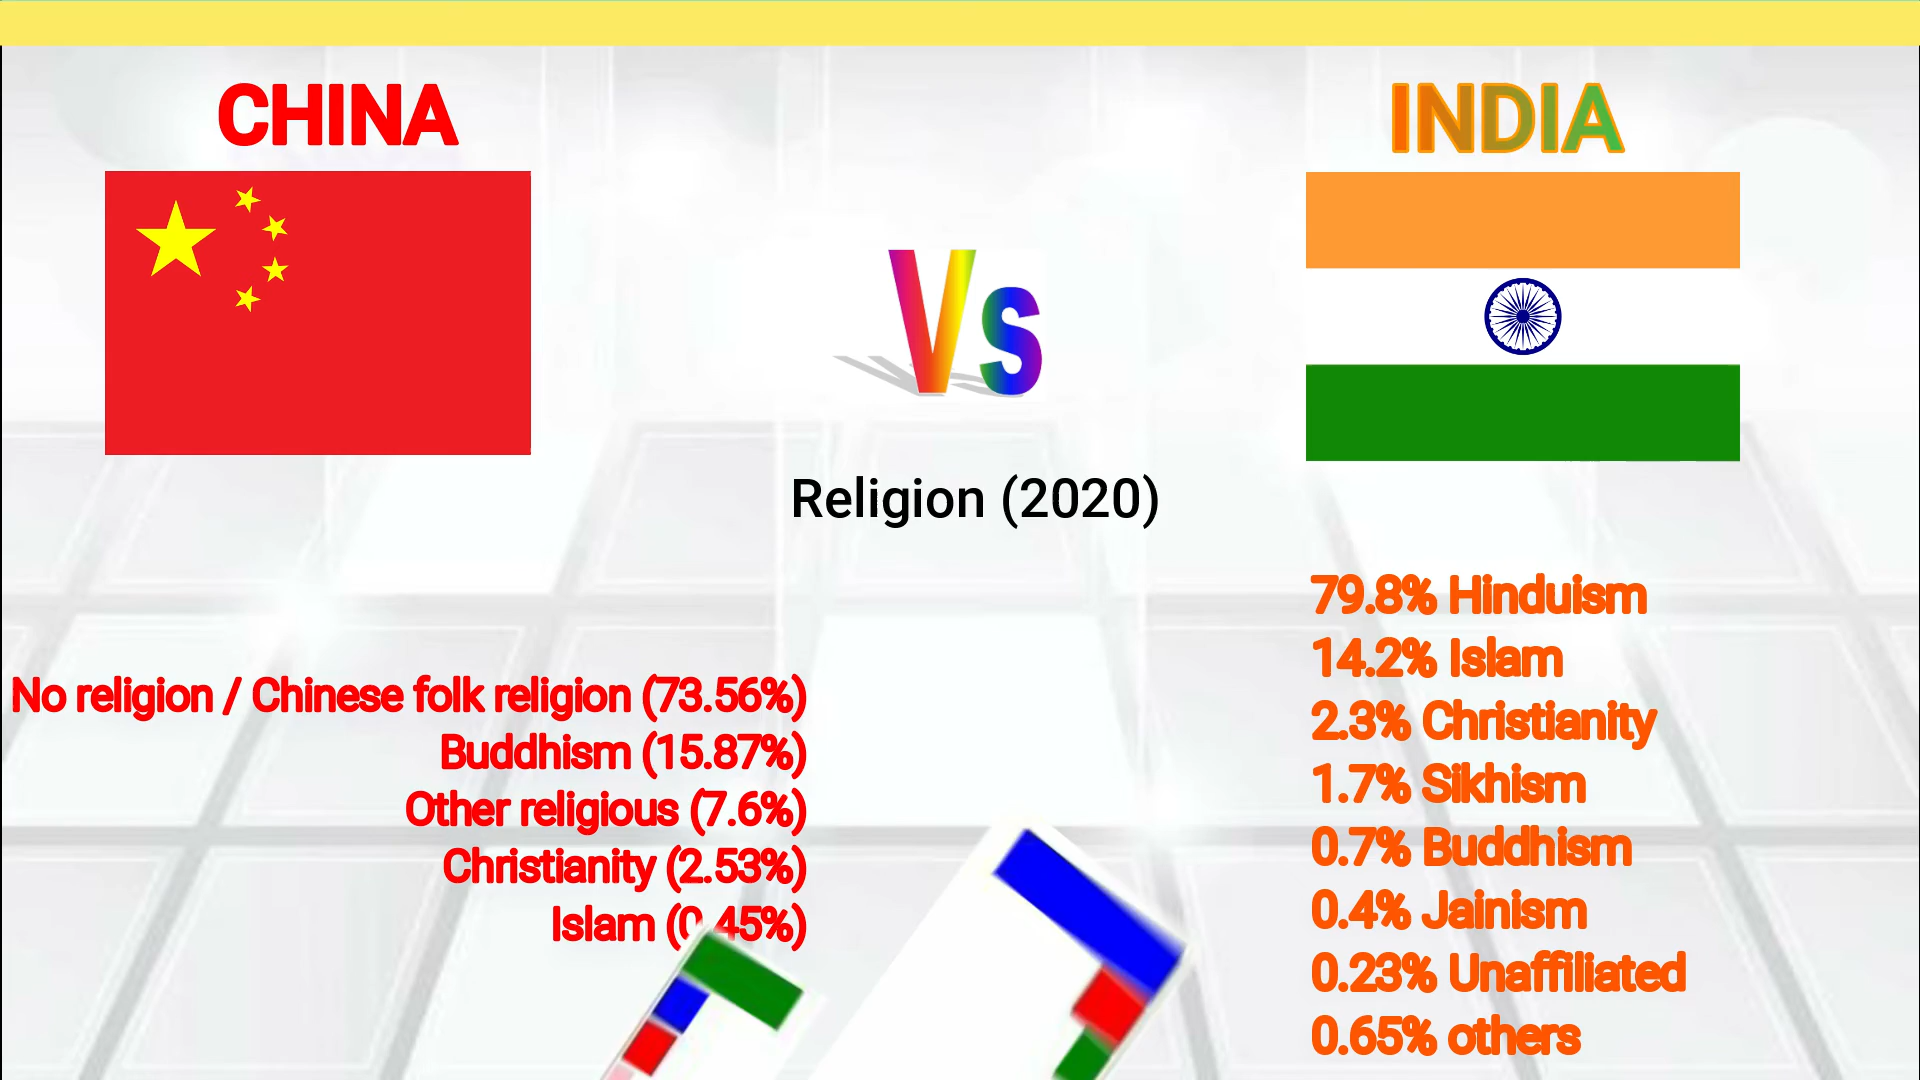 CHINA
INDIA
Vs
Religion (2020)
No religion / Chinese folk religion (73.56%)
Buddhism (15.87%)
Other religious (7.6%)
Christianity (2.53%)
Islam (0.45%)
79.8% Hinduism
14.2% Islam
2.3% Christianity
1.7% Sikhism
0.7% Buddhism
0.4% Jainism
0.23% Unaffiliated
0.65% others